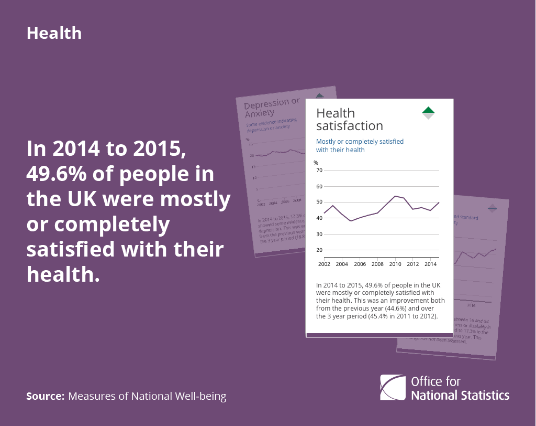 Health
In 2014 to 2015,
49.6% of people in
the UK were mostly
or completely
satisfied with their
health.
Depression or
Anxiety
Health
satisfaction
Mostly or completely satisfied
with their health
%
70
60
50
40
30
20
2002 2004 2006 2008 2010 2012 2014
In 2014 to 2015, 49.6% of people in the UK
were mostly or completely satisfied with
their health. This was an improvement both
from the previous year (44.6%) and over
the 3 year period (45.4% in 2011 to 2012).
Source: Measures of National Well-being
Office for
National Statistics